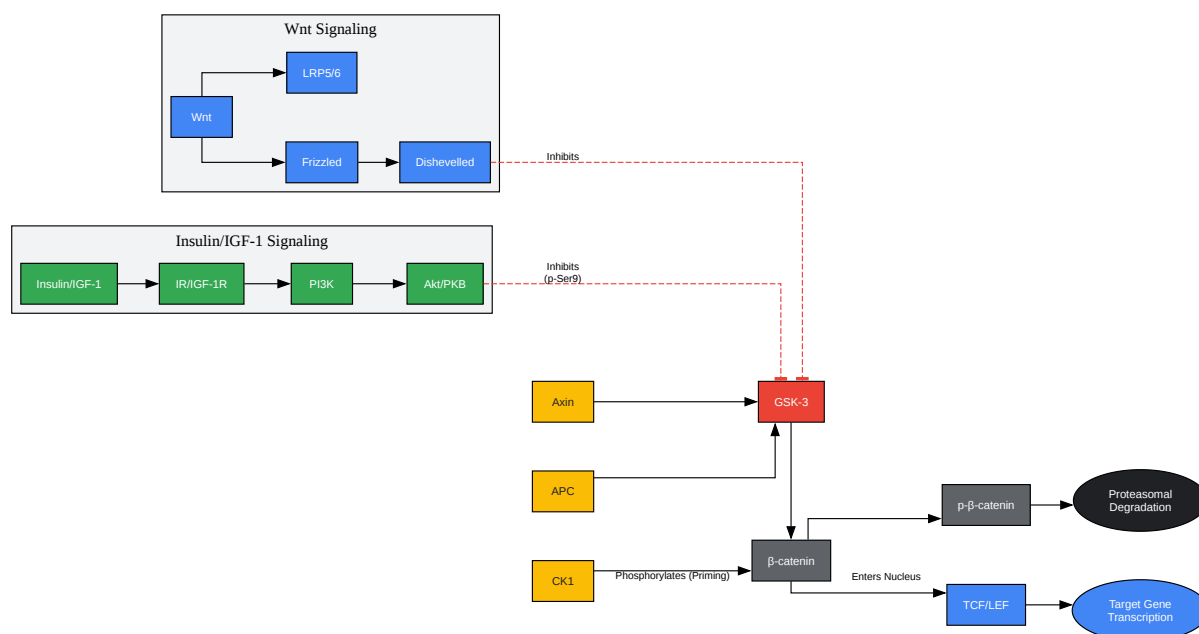 Wnt Signaling
LRP5/6
Wnt
Frizzled
Dishevelled
Inhibits
Insulin/IGF-1 Signaling
Insulin/IGF-1
IR/IGF-1R
PI3K
Akt/PKB
Inhibits
(p-Ser9)
Axin
GSK-3
APC
p-β-catenin
Proteasomal
Degradation
CK1
Phosphorylates (Priming)
β-catenin
Enters Nucleus
TCF/LEF
Target Gene
Transcription